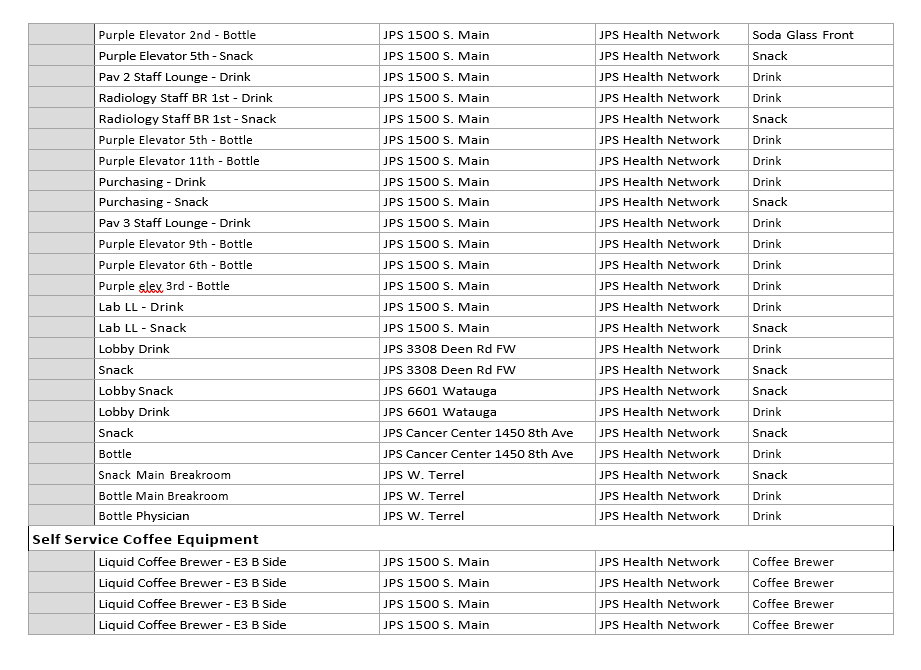 Purple Elevator 2nd - Bottle JPS 1500 S. Main JPS Health Network Soda Glass Front
Purple Elevator 5th - Snack JPS 1500 S. Main JPS Health Network Snack
Pav 2 Staff Lounge - Drink JPS 1500 S. Main JPS Health Network Drink
Radiology Staff BR 1st - Drink JPS 1500 S. Main JPS Health Network Drink
Radiology Staff BR 1st - Snack JPS 1500 S. Main JPS Health Network Snack
Purple Elevator 5th - Bottle JPS 1500 S. Main JPS Health Network Drink
Purple Elevator 11th - Bottle JPS 1500 S. Main JPS Health Network Drink
Purchasing - Drink JPS 1500 S. Main JPS Health Network Drink
Purchasing - Snack JPS 1500 S. Main JPS Health Network Snack
Pav 3 Staff Lounge - Drink JPS 1500 S. Main JPS Health Network Drink
Purple Elevator 9th - Bottle JPS 1500 S. Main JPS Health Network Drink
Purple Elevator 6th - Bottle JPS 1500 S. Main JPS Health Network Drink
Purple elev 3rd - Bottle JPS 1500 S. Main JPS Health Network Drink
Lab LL - Drink JPS 1500 S. Main JPS Health Network Drink
Lab LL - Snack JPS 1500 S. Main JPS Health Network Snack
Lobby Drink JPS 3308 Deen Rd FW JPS Health Network Drink
Snack JPS 3308 Deen Rd FW JPS Health Network Snack
Lobby Snack JPS 6601 Watauga JPS Health Network Snack
Lobby Drink JPS 6601 Watauga JPS Health Network Drink
Snack JPS Cancer Center 1450 8th Ave JPS Health Network Snack
Bottle JPS Cancer Center 1450 8th Ave JPS Health Network Drink
Snack Main Breakroom JPS W. Terrel JPS Health Network Snack
Bottle Main Breakroom JPS W. Terrel JPS Health Network Drink
Bottle Physician JPS W. Terrel JPS Health Network Drink
Self Service Coffee Equipment
Liquid Coffee Brewer - E3 B Side JPS 1500 S. Main JPS Health Network Coffee Brewer
Liquid Coffee Brewer - E3 B Side JPS 1500 S. Main JPS Health Network Coffee Brewer
Liquid Coffee Brewer - E3 B Side JPS 1500 S. Main JPS Health Network Coffee Brewer
Liquid Coffee Brewer - E3 B Side JPS 1500 S. Main JPS Health Network Coffee Brewer